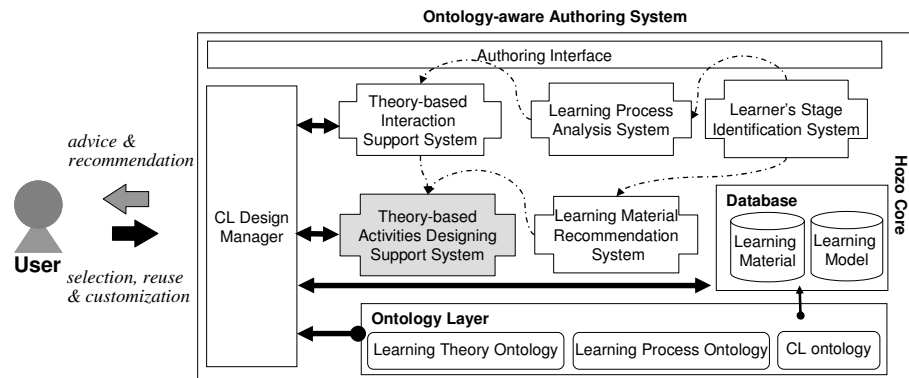 Ontology-aware Authoring System
Authoring Interface
Theory-based
Interaction
Support System
Learning Process
Analysis System
Learner's Stage
Identification System
advice &
recommendation
User
selection, reuse
& customization
CL Design
Manager
Theory-based
Activities Designing
Support System
Learning Material
Recommendation
System
Database
Learning
Material
Learning
Model
Hozo Core
Ontology Layer
Learning Theory Ontology
Learning Process Ontology
CL ontology